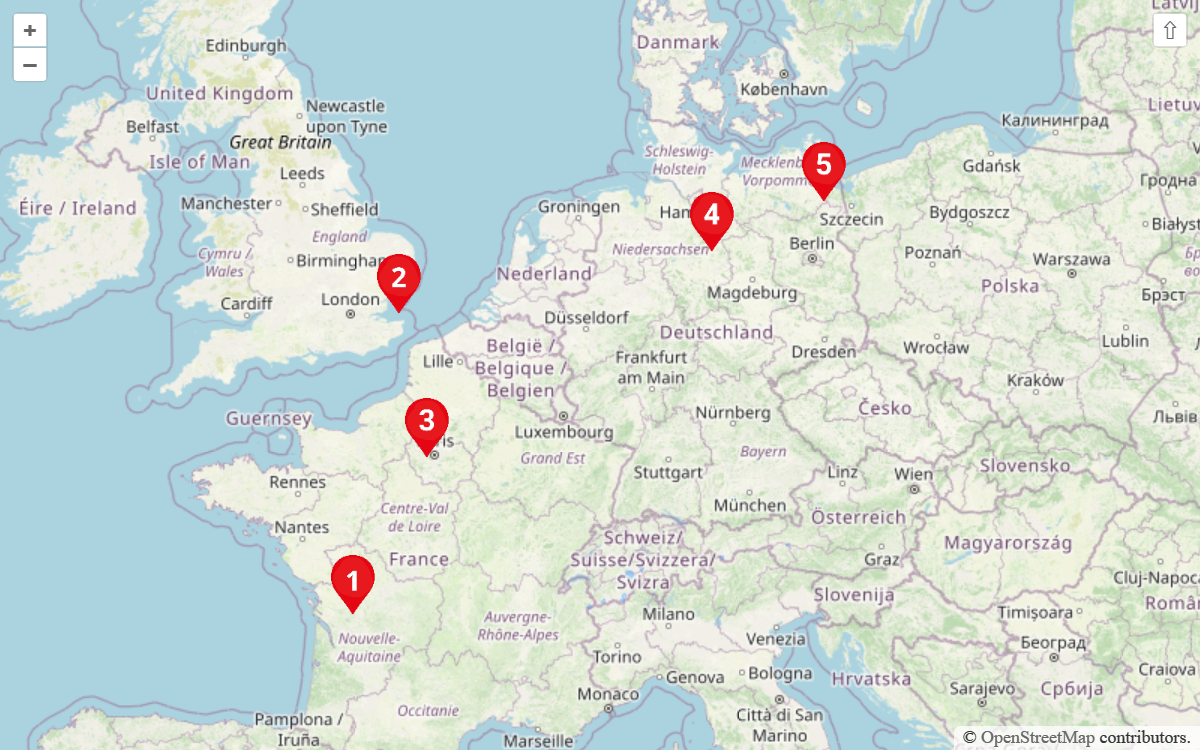 +
−
⇧
Latvij
Edinburgh
Danmark
United Kingdom
København
Newcastle
upon Tyne
Lietuv
Belfast
Great Britain
Калининград
Isle of Man
Schleswig-
Holstein
Mecklenb
Vorpomm
5
Gdańsk
Leeds
Гродна
Manchester
Sheffield
Éire / Ireland
Groningen
Ham
4
Szczecin
Bydgoszcz
Białyst
England
Niedersachsen
Berlin
Poznań
Cymru /
Wales
Birmingham
2
Nederland
Warszawa
Polska
Брэст
Cardiff
London
Magdeburg
Düsseldorf
Deutschland
België /
Belgique /
Belgien
Lille
Frankfurt
am Main
Dresden
Wrocław
Lublin
Kraków
Guernsey
3
ris
Luxembourg
Nürnberg
Česko
Львів
Grand Est
Bayern
Rennes
Stuttgart
Linz
Wien
Slovensko
Centre-Val
de Loire
München
Österreich
Nantes
France
Schweiz/
Suisse/Svizzera/
Svizra
Graz
Magyarország
1
Slovenija
Cluj-Napoca
Româ
Nouvelle-
Aquitaine
Auvergne-
Rhône-Alpes
Milano
Venezia
Timișoara
Београд
Torino
Genova
Bologna
Hrvatska
Craiova
Monaco
Sarajevo
Србија
Occitanie
Pamplona /
Iruña
Marseille
Città di San
Marino
© OpenStreetMap contributors.